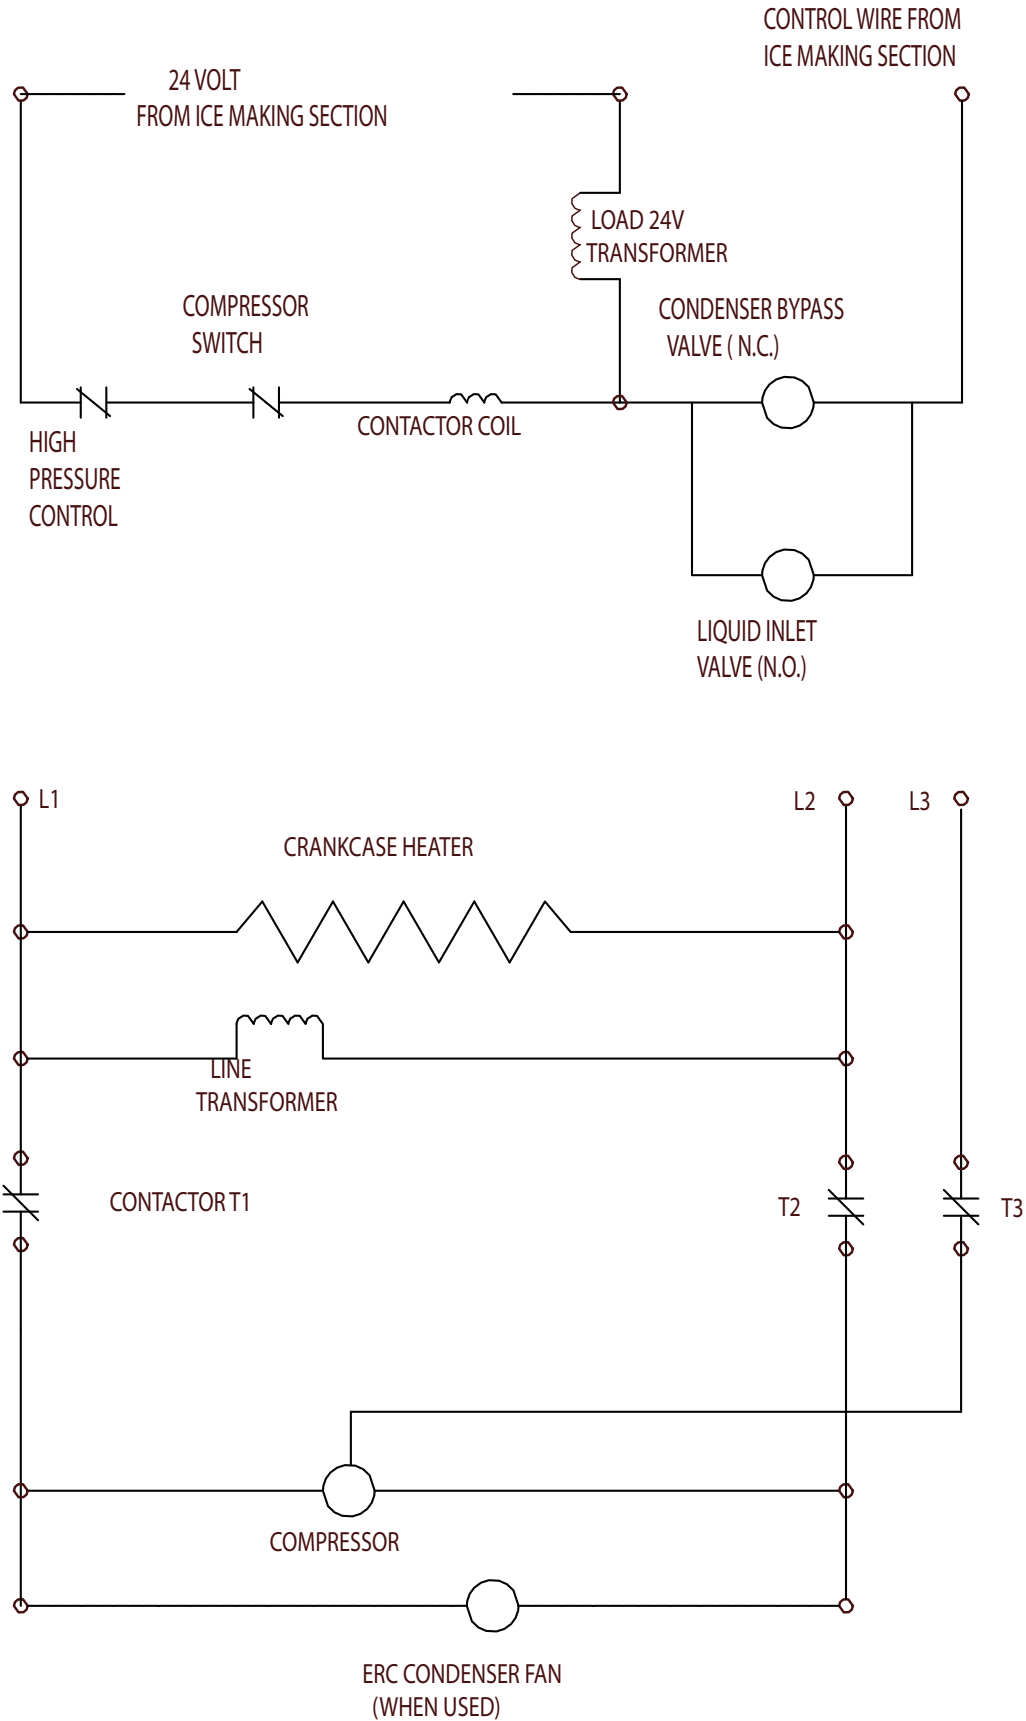 CONTROL WIRE FROM
ICE MAKING SECTION
24 VOLT
FROM ICE MAKING SECTION
LOAD 24V
TRANSFORMER
COMPRESSOR
SWITCH
CONDENSER BYPASS
VALVE ( N.C.)
CONTACTOR COIL
HIGH
PRESSURE
CONTROL
LIQUID INLET
VALVE (N.O.)
L1
L2
L3
CRANKCASE HEATER
LINE
TRANSFORMER
CONTACTOR T1
T2
T3
COMPRESSOR
ERC CONDENSER FAN
(WHEN USED)